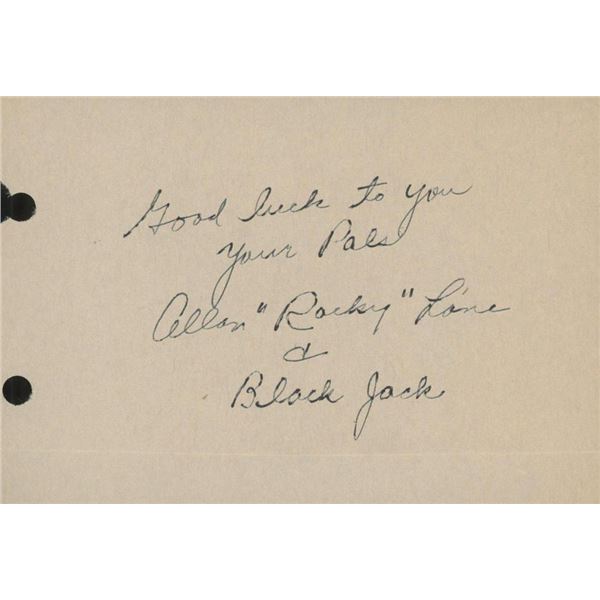 Good luck to you
Your Pals
Allan "Rocky" Lane
&
Black Jack